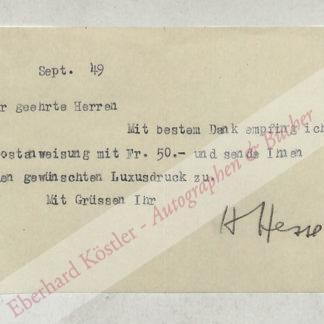 Sept. 49
r geehrte Herren
Mit bestem Dank empfing ich
ostanweisung mit Fr. 50.- und sende Ihnen
en gewünschten Luxusdruck zu.
Mit Grüssen Ihr
H Hesse
Eberhard Köstler - Autographen & Bücher